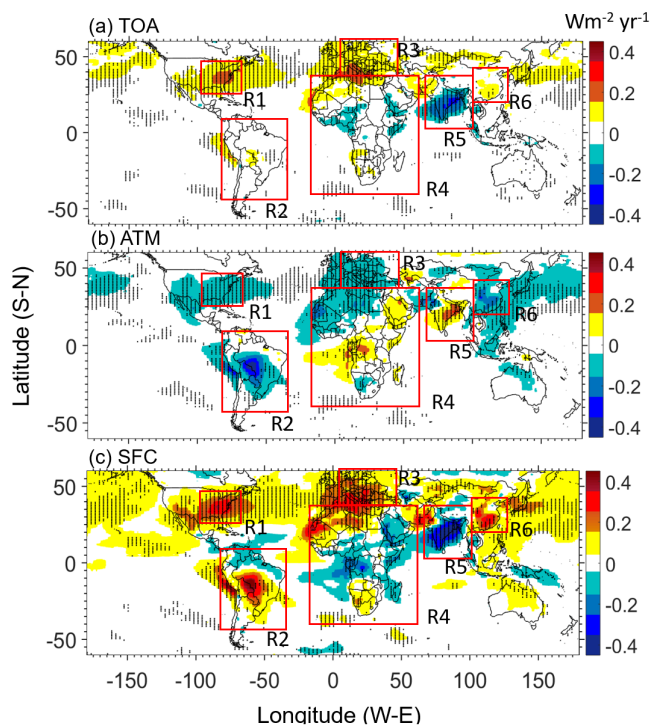 Wm⁻² yr⁻¹
(a) TOA
50
0
-50
R1
R2
R3
R4
R5
R6
0.4
0.2
0
-0.2
-0.4
(b) ATM
50
0
-50
R1
R2
R3
R4
R5
R6
0.4
0.2
0
-0.2
-0.4
Latitude (S-N)
(c) SFC
50
0
-50
R1
R2
R3
R4
R5
R6
0.4
0.2
0
-0.2
-0.4
-150 -100 -50 0 50 100 150
Longitude (W-E)